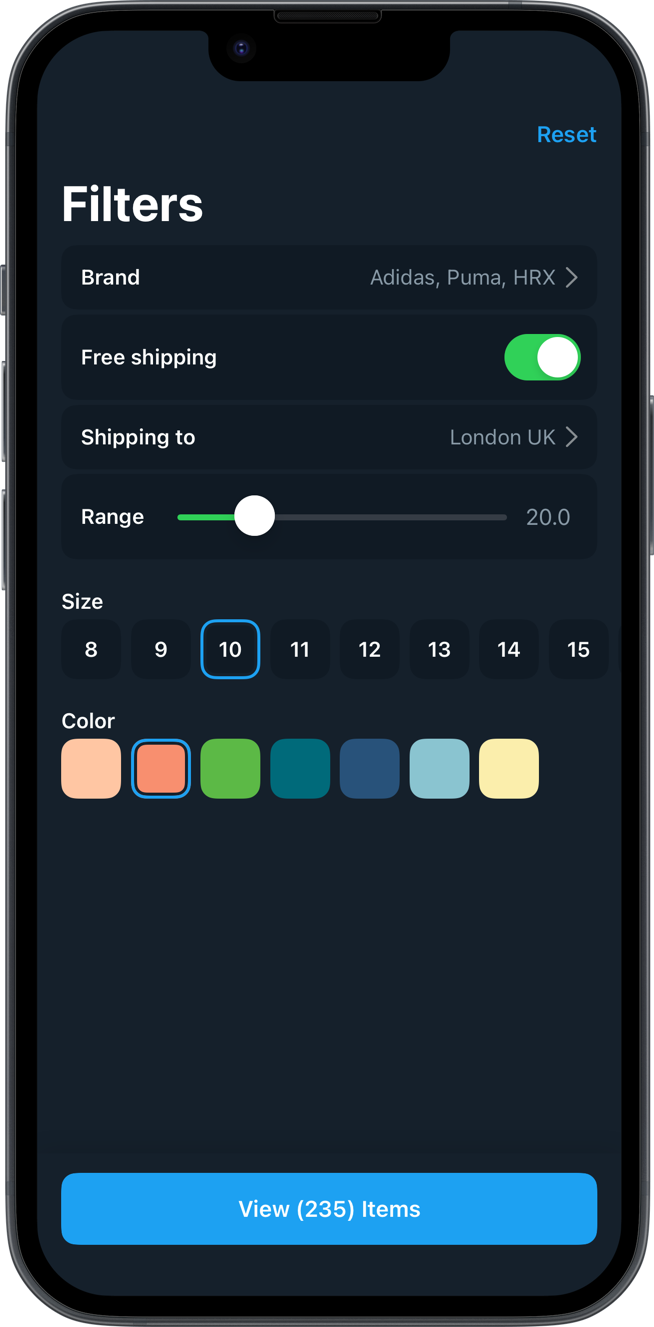 Reset
Filters
Brand Adidas, Puma, HRX
Free shipping
Shipping to London UK
Range 20.0
Size
8 9 10 11 12 13 14 15
Color
View (235) Items